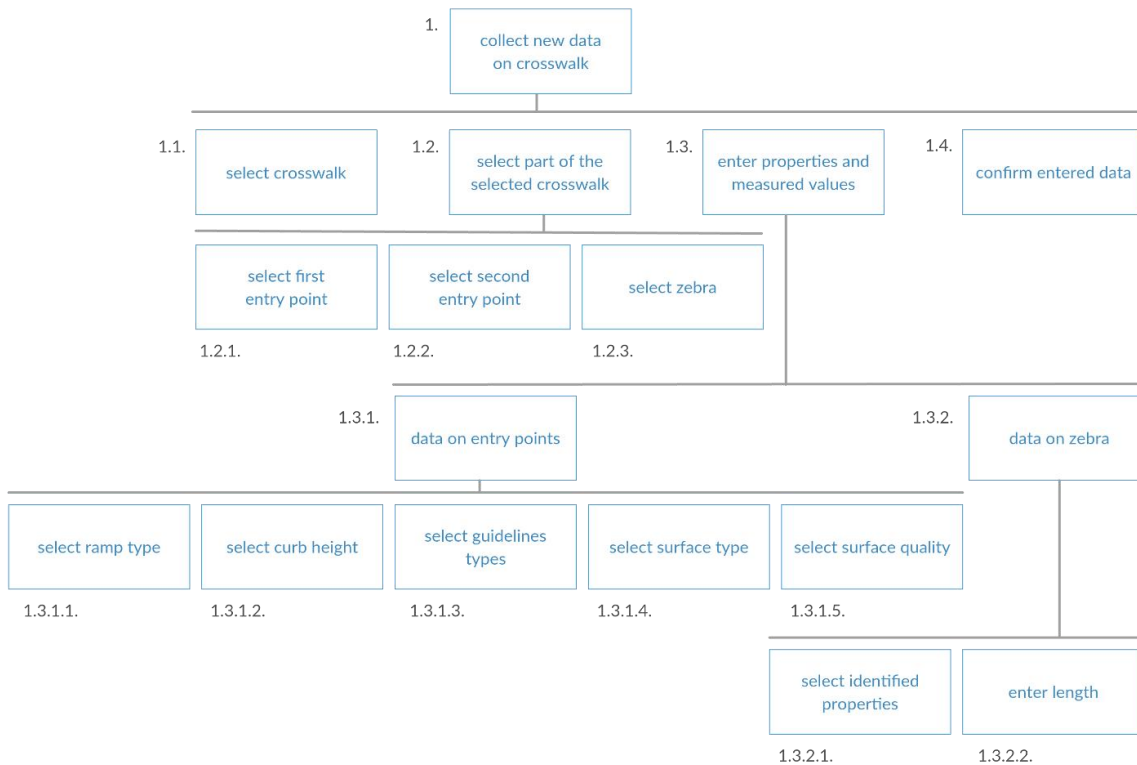 1.
collect new data
on crosswalk
1.1.
select crosswalk
1.2.
select part of the
selected crosswalk
1.3.
enter properties and
measured values
1.4.
confirm entered data
select first
entry point
1.2.1.
select second
entry point
1.2.2.
select zebra
1.2.3.
1.3.1.
data on entry points
1.3.2.
data on zebra
select ramp type
1.3.1.1.
select curb height
1.3.1.2.
select guidelines
types
1.3.1.3.
select surface type
1.3.1.4.
select surface quality
1.3.1.5.
select identified
properties
1.3.2.1.
enter length
1.3.2.2.